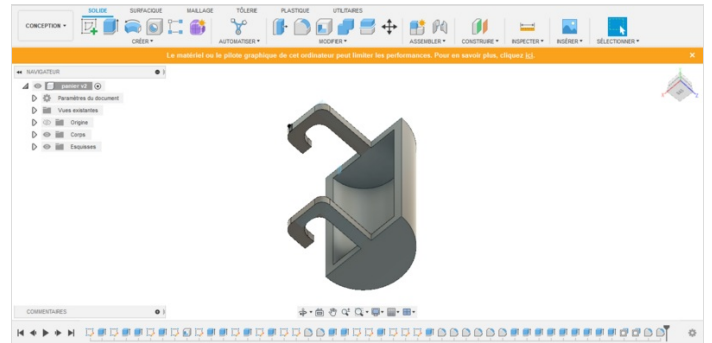 SOLIDE SURFACIQUE MAILLAGE TÔLERIE PLASTIQUE UTILITAIRES
CONCEPTION
CRÉER AUTOMATISER MODIFIER ASSEMBLER CONSTRUIRE INSPECTER INSÉRER SÉLECTIONNER
Le matériel ou le pilote graphique de cet ordinateur peut limiter les performances. Pour en savoir plus, cliquez ici.
NAVIGATEUR
panier v2
Paramètres du document
Vues existantes
Origine
Corps
Esquisses
COMMENTAIRES